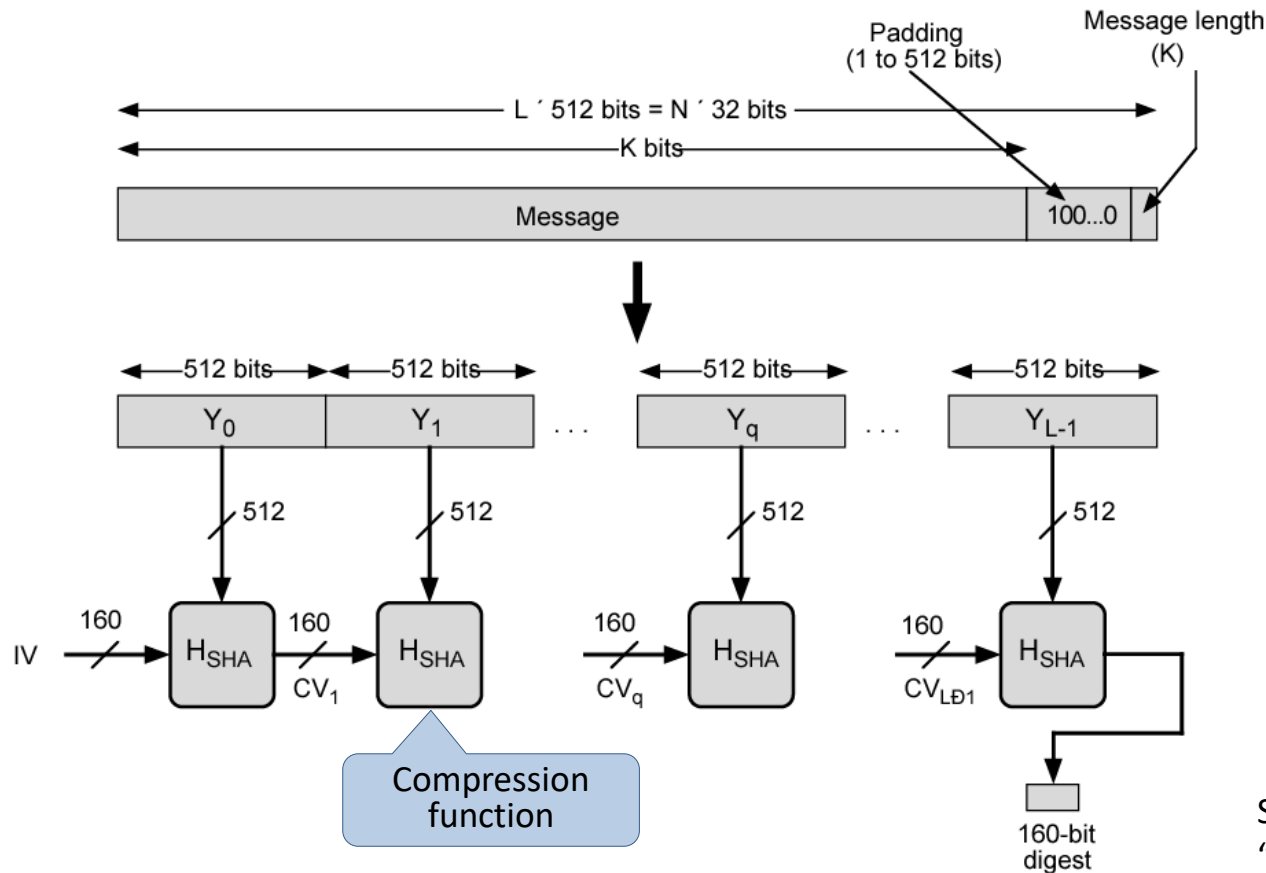 Padding
(1 to 512 bits)
Message length
(K)
L ´ 512 bits = N ´ 32 bits
K bits
Message
100...0
512 bits
512 bits
512 bits
512 bits
Y0
Y1
. . .
Yq
. . .
YL-1
512
512
512
512
IV
160
HSHA
160
CV1
HSHA
160
CVq
HSHA
160
CVLÐ1
HSHA
Compression
function
160-bit
digest
S
“